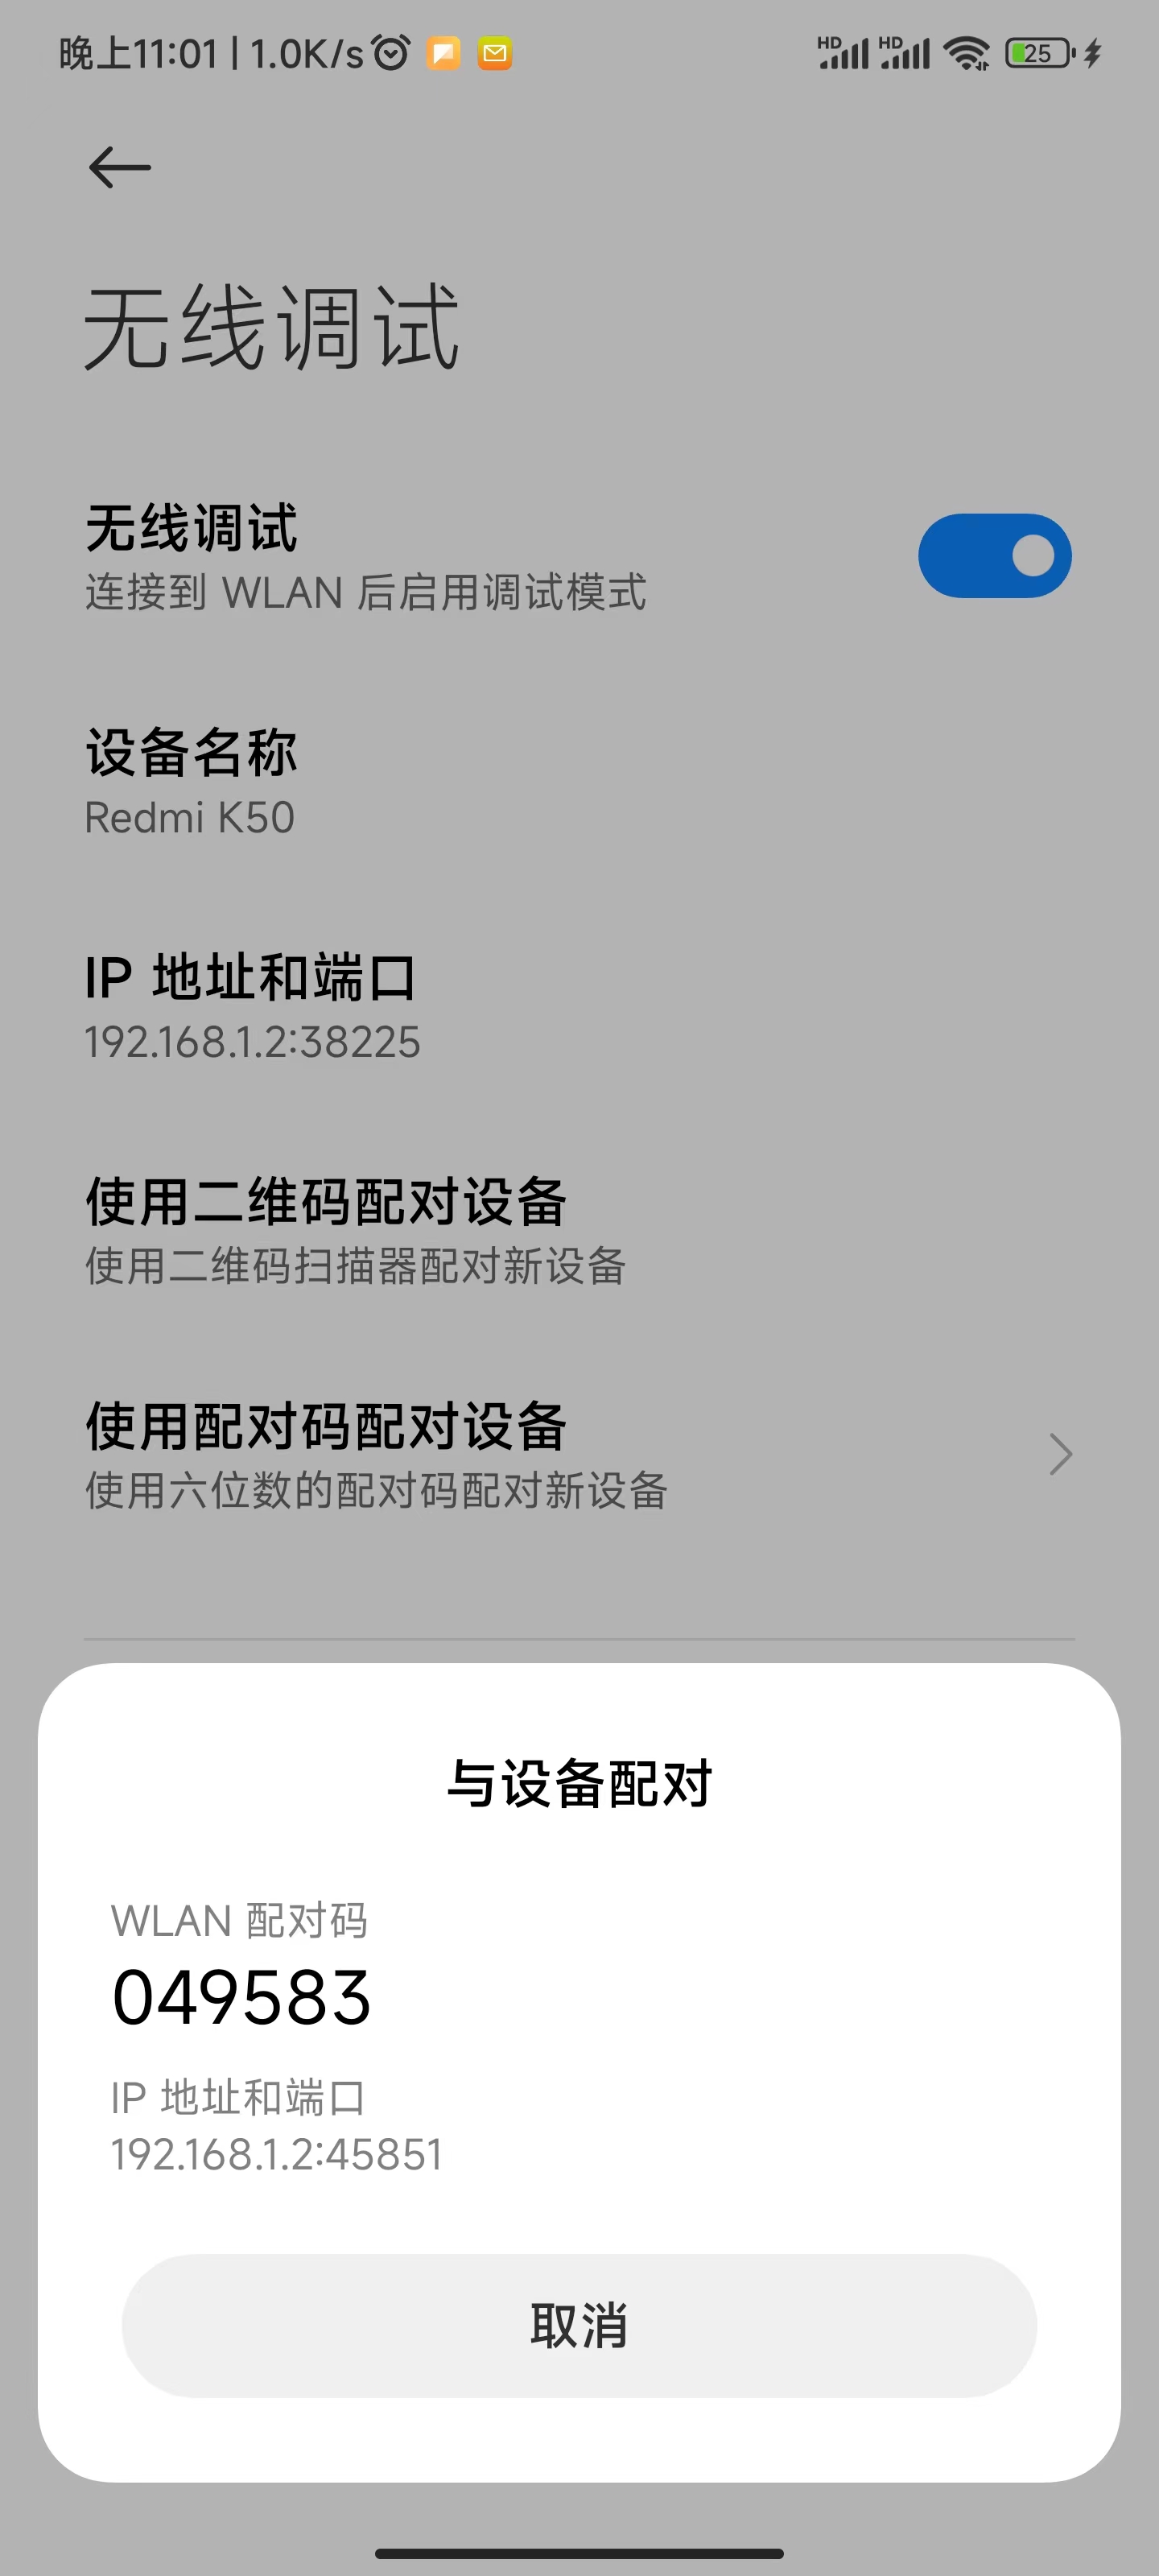 晚上11:01 | 1.0K/s
HD HD 25
无线调试
无线调试
连接到 WLAN 后启用调试模式
设备名称
Redmi K50
IP 地址和端口
192.168.1.2:38225
使用二维码配对设备
使用二维码扫描器配对新设备
使用配对码配对设备
使用六位数的配对码配对新设备
与设备配对
WLAN 配对码
049583
IP 地址和端口
192.168.1.2:45851
取消